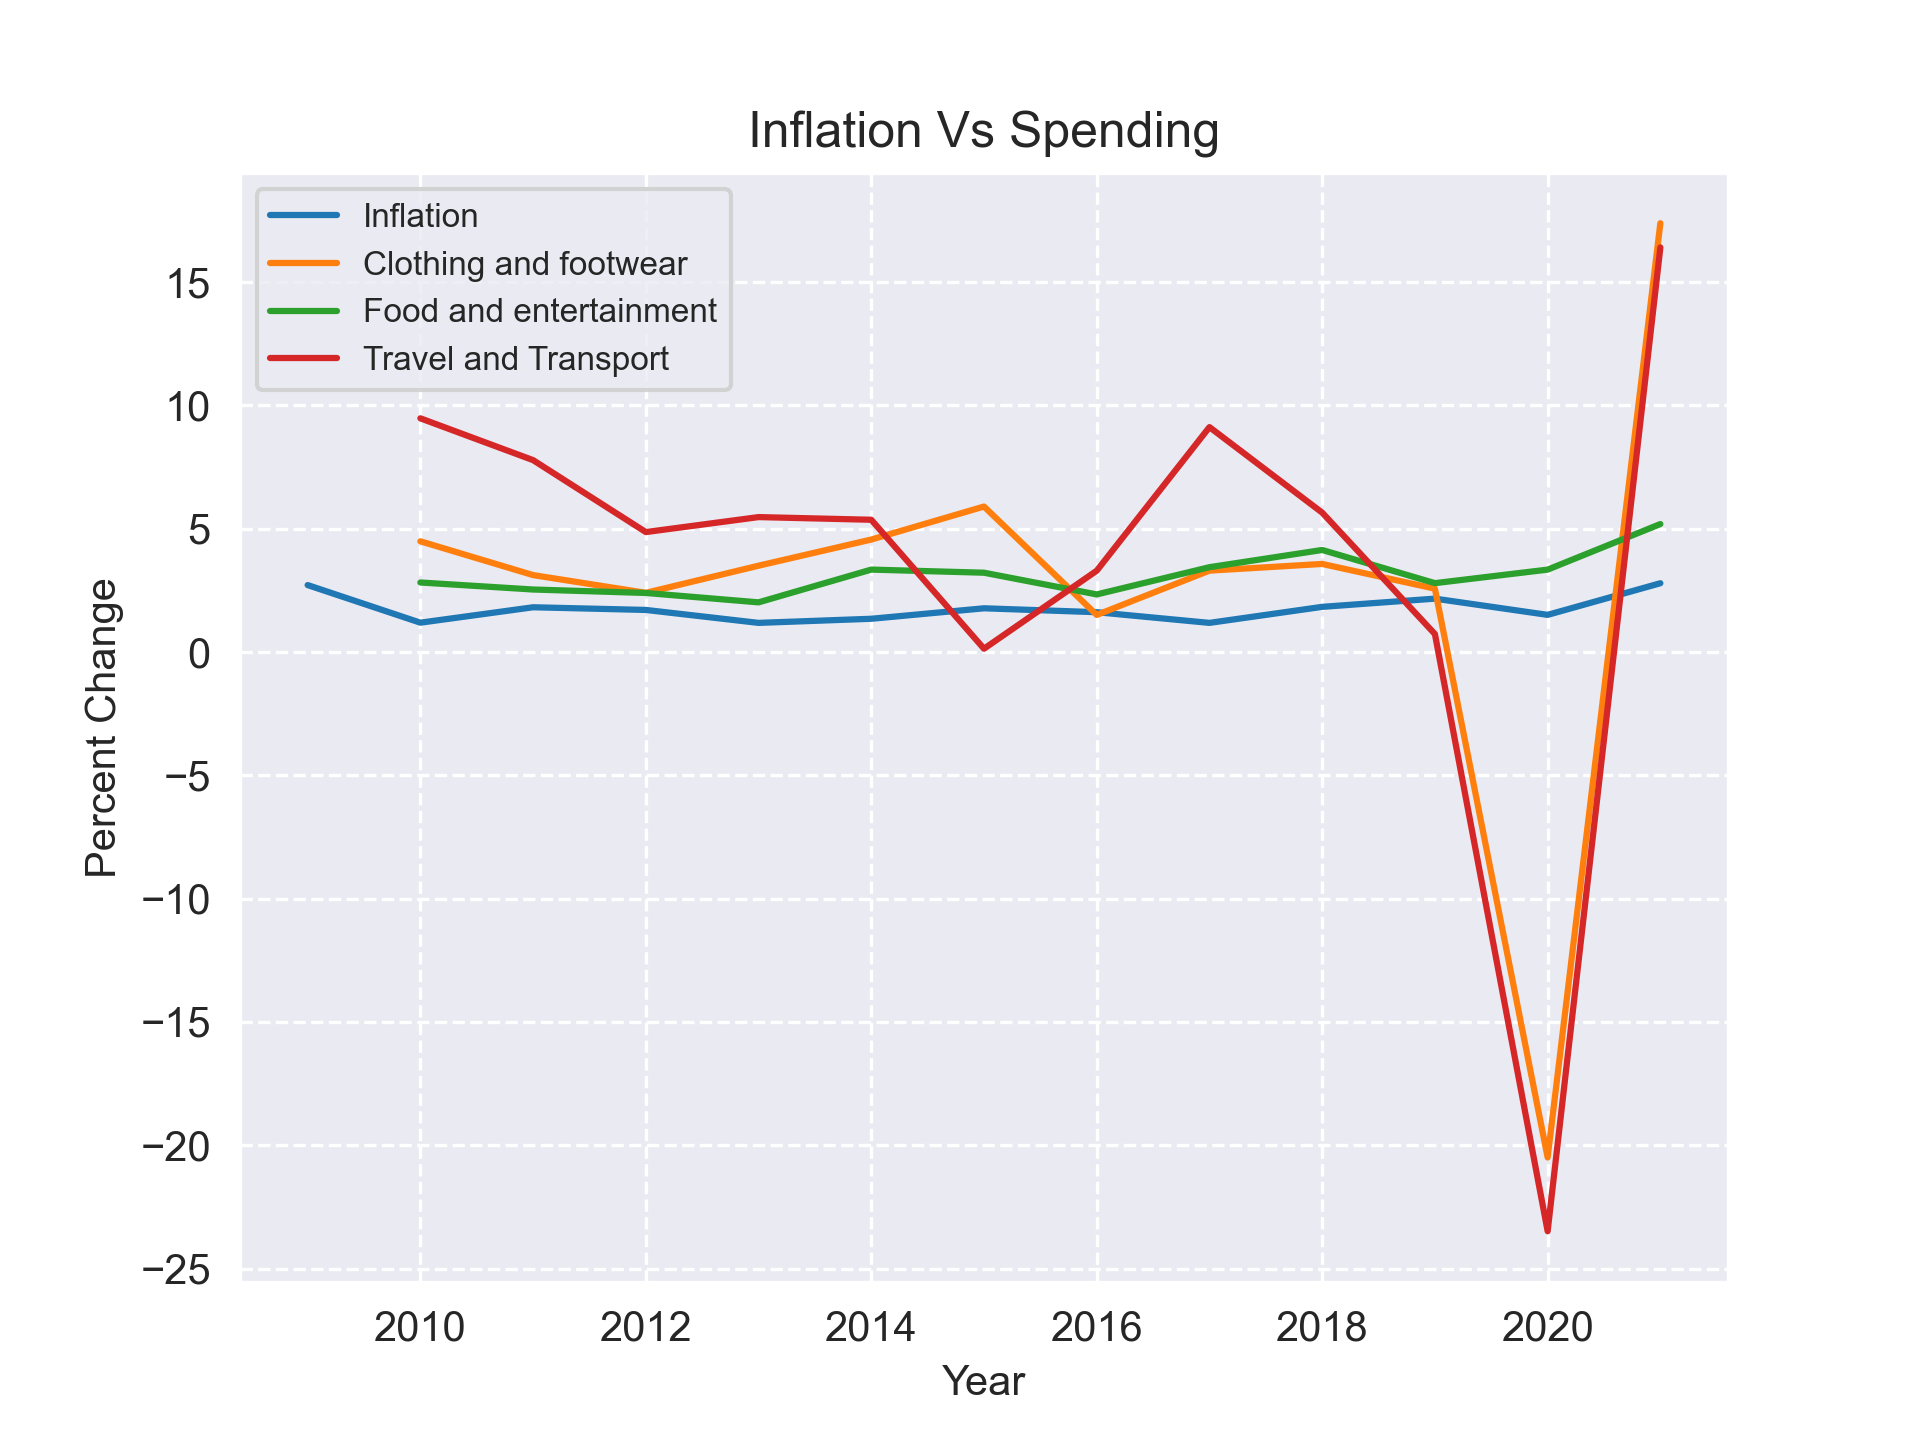 Inflation Vs Spending
Inflation
Clothing and footwear
Food and entertainment
Travel and Transport
15
10
5
0
−5
−10
−15
−20
−25
Percent Change
2010 2012 2014 2016 2018 2020
Year